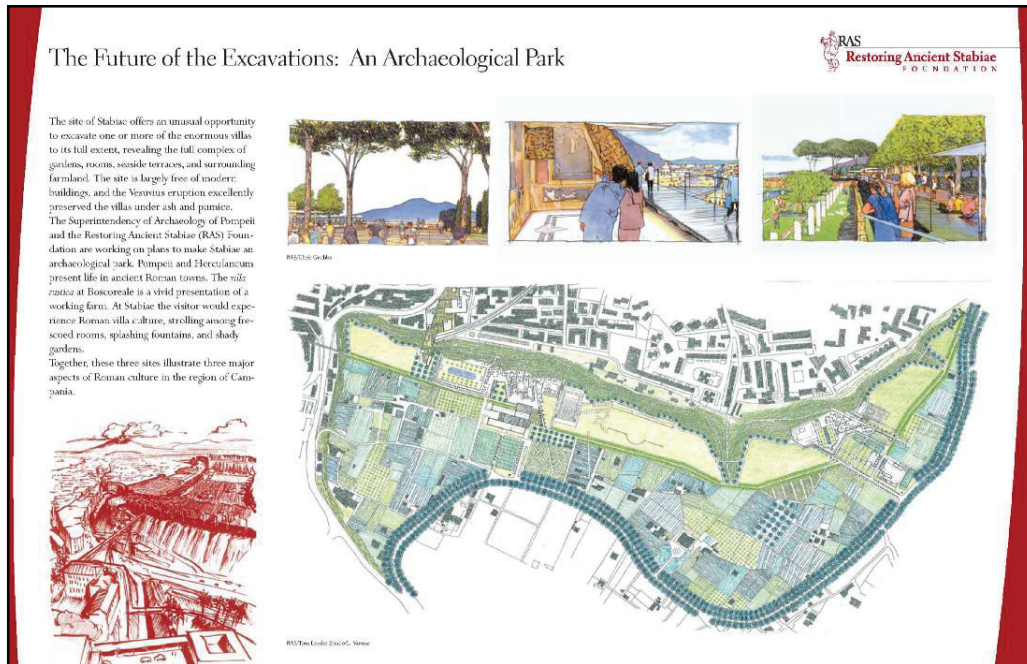 The Future of the Excavations: An Archaeological Park
RAS
Restoring Ancient Stabiae
FOUNDATION
The site of Stabiae offers an unusual opportunity
to excavate one or more of the enormous villas
to its full extent, revealing the full complex of
gardens, rooms, seaside terraces, and surrounding
farmland. The site is largely free of modern
buildings, and the Vesuvius eruption excellently
preserved the villas under ash and pumice.
The Superintendency of Archaeology of Pompeii
and the Restoring Ancient Stabiae (RAS) Foun-
dation are working on plans to make Stabiae an
archaeological park. Pompeii and Herculaneum
present life in ancient Roman towns. The villa
rustica at Boscoreale is a vivid presentation of a
working farm. At Stabiae the visitor would expe-
rience Roman villa culture, strolling among fre-
scoed rooms, splashing fountains, and shady
gardens.
Together, these three sites illustrate three major
aspects of Roman culture in the region of Cam-
pania.
RAS/Chris Grubbs